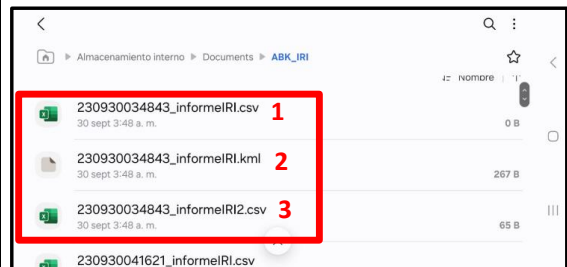 Almacenamiento interno Documents ABK_IRI
Nombre
230930034843_informeIRI.csv 1
30 sept 3:48 a. m. 0 B
230930034843_informeIRI.kml 2
30 sept 3:48 a. m. 267 B
230930034843_informeIRI2.csv 3
30 sept 3:48 a. m. 65 B
230930041621_informeIRI.csv